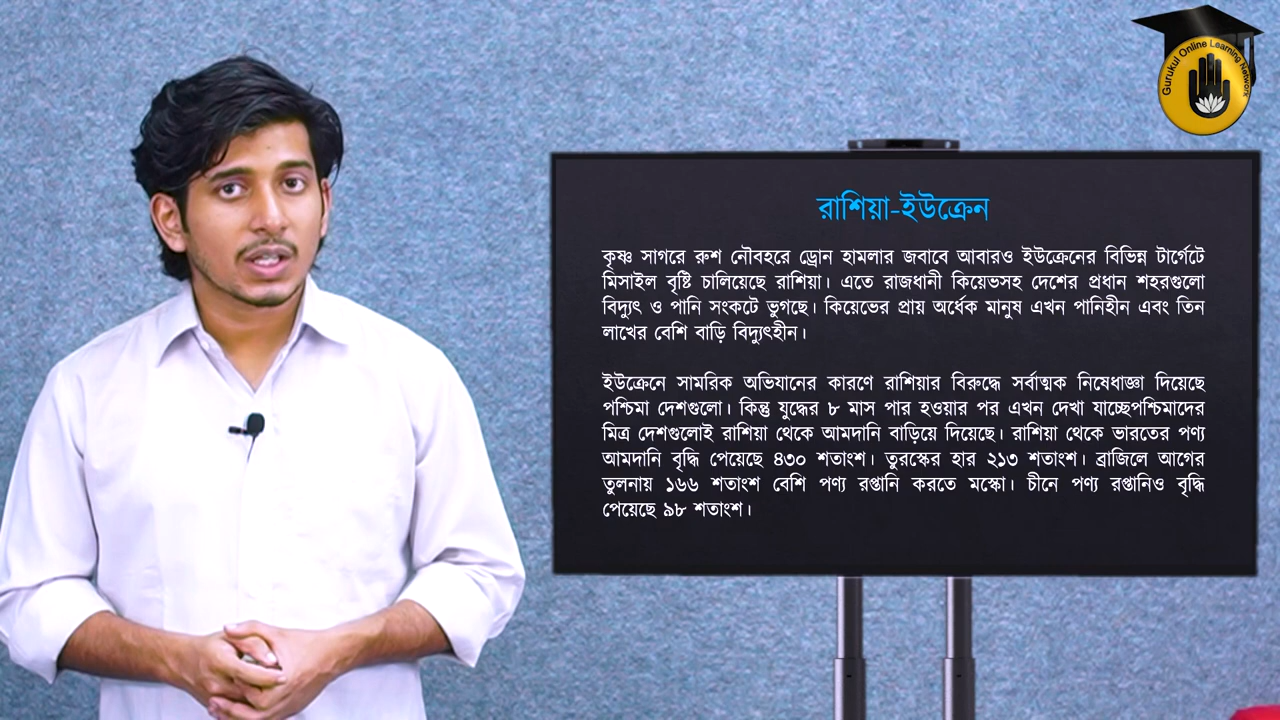 Gurukul Online Learning Network
রাশিয়া-ইউক্রেন
কৃষ্ণ সাগরে রুশ নৌবহরে ড্রোন হামলার জবাবে আবারও ইউক্রেনের বিভিন্ন টার্গেটে
মিসাইল বৃষ্টি চালিয়েছে রাশিয়া। এতে রাজধানী কিয়েভসহ দেশের প্রধান শহরগুলো
বিদ্যুৎ ও পানি সংকটে ভুগছে। কিয়েভের প্রায় অর্ধেক মানুষ এখন পানিহীন এবং তিন
লাখের বেশি বাড়ি বিদ্যুৎহীন।
ইউক্রেনে সামরিক অভিযানের কারণে রাশিয়ার বিরুদ্ধে সর্বাত্মক নিষেধাজ্ঞা দিয়েছে
পশ্চিমা দেশগুলো। কিন্তু যুদ্ধের ৮ মাস পার হওয়ার পর এখন দেখা যাচ্ছেপশ্চিমাদের
মিত্র দেশগুলোই রাশিয়া থেকে আমদানি বাড়িয়ে দিয়েছে। রাশিয়া থেকে ভারতের পণ্য
আমদানি বৃদ্ধি পেয়েছে ৪৩০ শতাংশ। তুরস্কের হার ২১৩ শতাংশ। ব্রাজিলে আগের
তুলনায় ১৬৬ শতাংশ বেশি পণ্য রপ্তানি করতে মস্কো। চীনে পণ্য রপ্তানিও বৃদ্ধি
পেয়েছে ৯৮ শতাংশ।